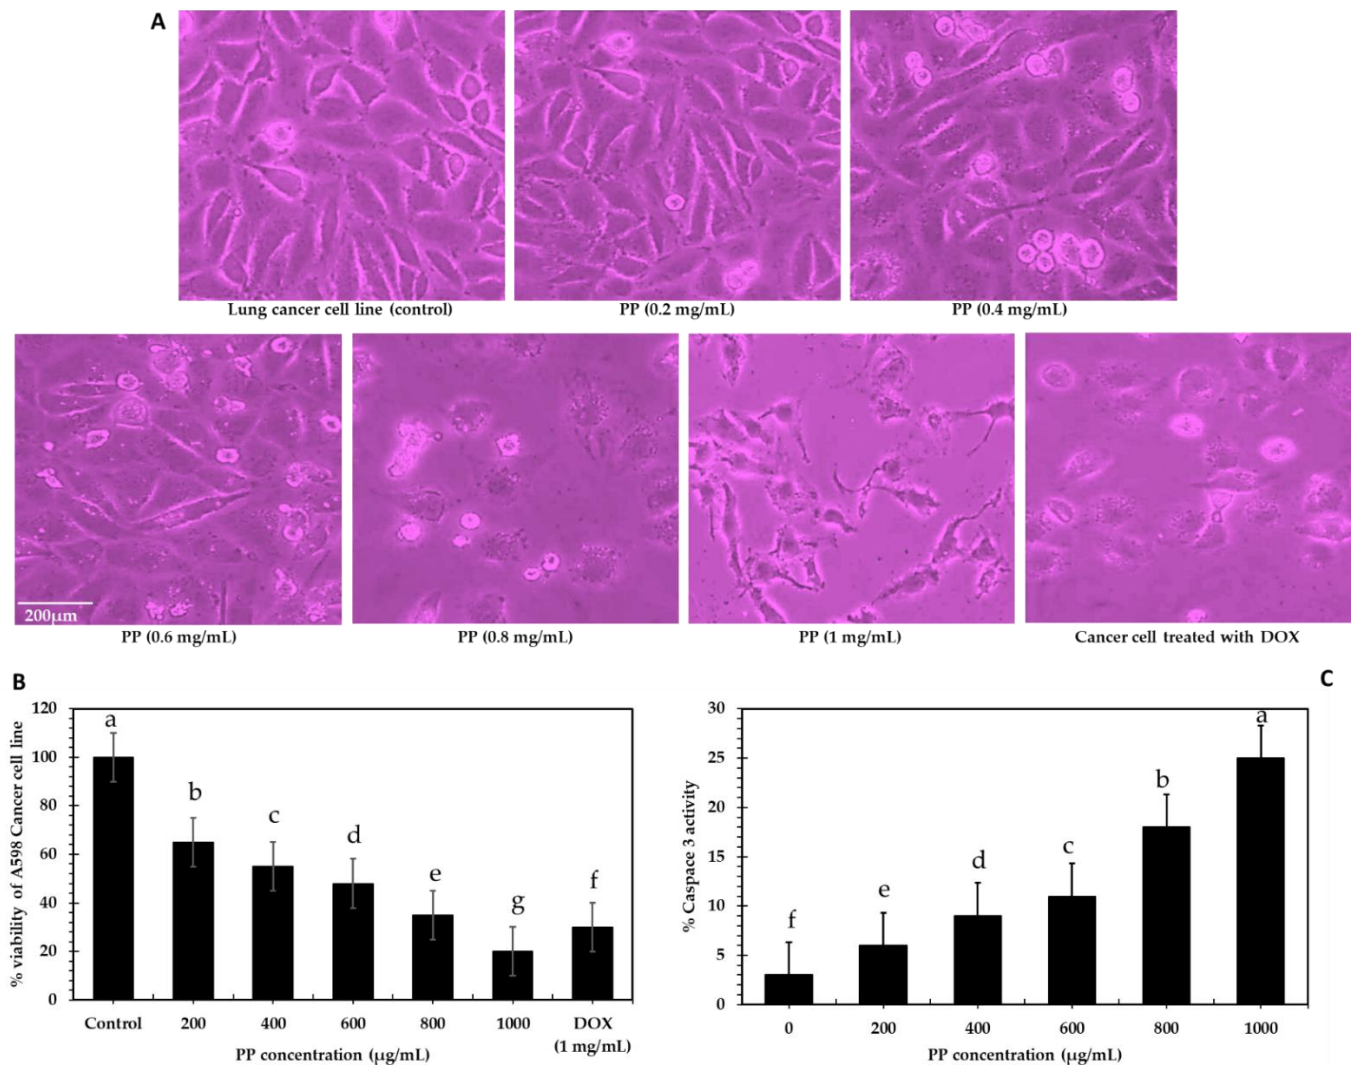 A
Lung cancer cell line (control)
PP (0.2 mg/mL)
PP (0.4 mg/mL)
200µm
PP (0.6 mg/mL)
PP (0.8 mg/mL)
PP (1 mg/mL)
Cancer cell treated with DOX
B
% viability of A598 Cancer cell line
120
100
80
60
40
20
0
a
b
c
d
e
g
f
Control
200
400
600
800
1000
DOX
(1 mg/mL)
PP concentration (µg/mL)
C
% Caspace 3 activity
30
25
20
15
10
5
0
f
e
d
c
b
a
0
200
400
600
800
1000
PP concentration (µg/mL)